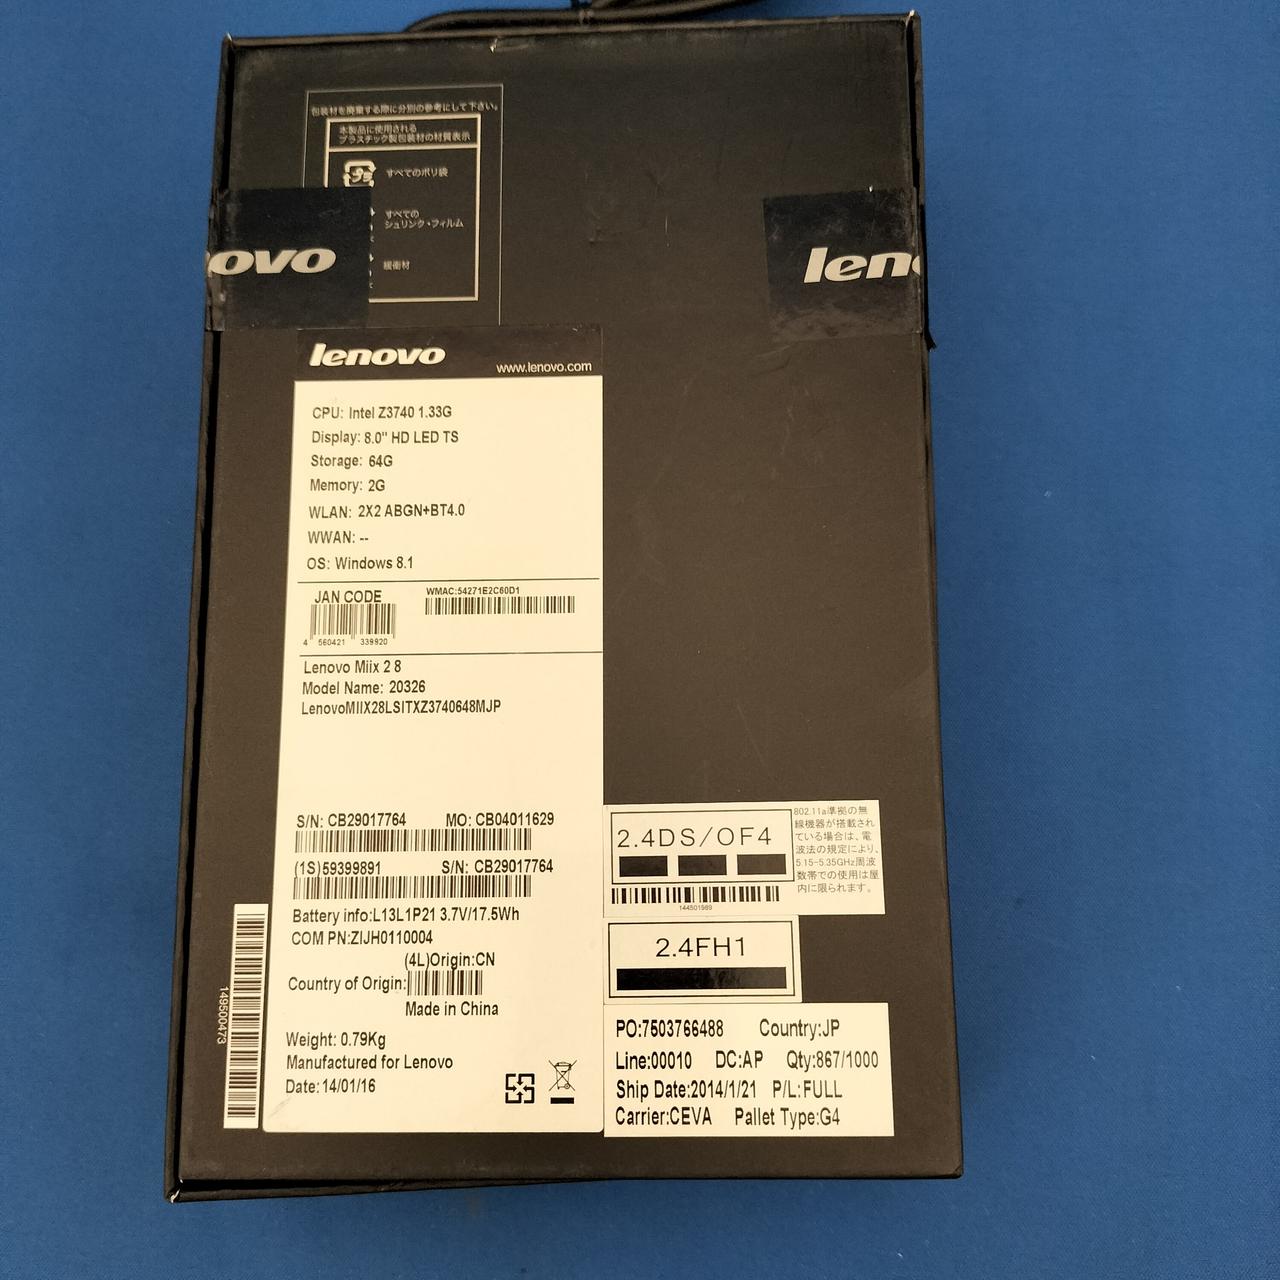 包装材を廃棄する際に分別の参考にして下さい。
本製品に使用される
プラスチック製包装材の材質表示
プラ
すべてのポリ袋
すべての
シュリンク・フィルム
緩衝材
ovo
leno
lenovo
www.lenovo.com
CPU: Intel Z3740 1.33G
Display: 8.0" HD LED TS
Storage: 64G
Memory: 2G
WLAN: 2X2 ABGN+BT4.0
WWAN: --
OS: Windows 8.1
JAN CODE
WMAC:54271E2C60D1
4 560421 339920
Lenovo Miix 2 8
Model Name: 20326
LenovoMIIX28LSITXZ3740648MJP
S/N: CB29017764 MO: CB04011629
(1S)59399891 S/N: CB29017764
Battery info:L13L1P21 3.7V/17.5Wh
COM PN:ZIJH0110004
(4L)Origin:CN
Country of Origin:
Made in China
Weight: 0.79Kg
Manufactured for Lenovo
Date: 14/01/16
149500473
2.4DS/OF4
144501989
802.11a準拠の無
線機器が搭載され
ている場合は、電
波法の規定により、
5.15-5.35GHz周波
数帯での使用は屋
内に限られます。
2.4FH1
PO:7503766488 Country:JP
Line:00010 DC:AP Qty:867/1000
Ship Date:2014/1/21 P/L:FULL
Carrier:CEVA Pallet Type:G4